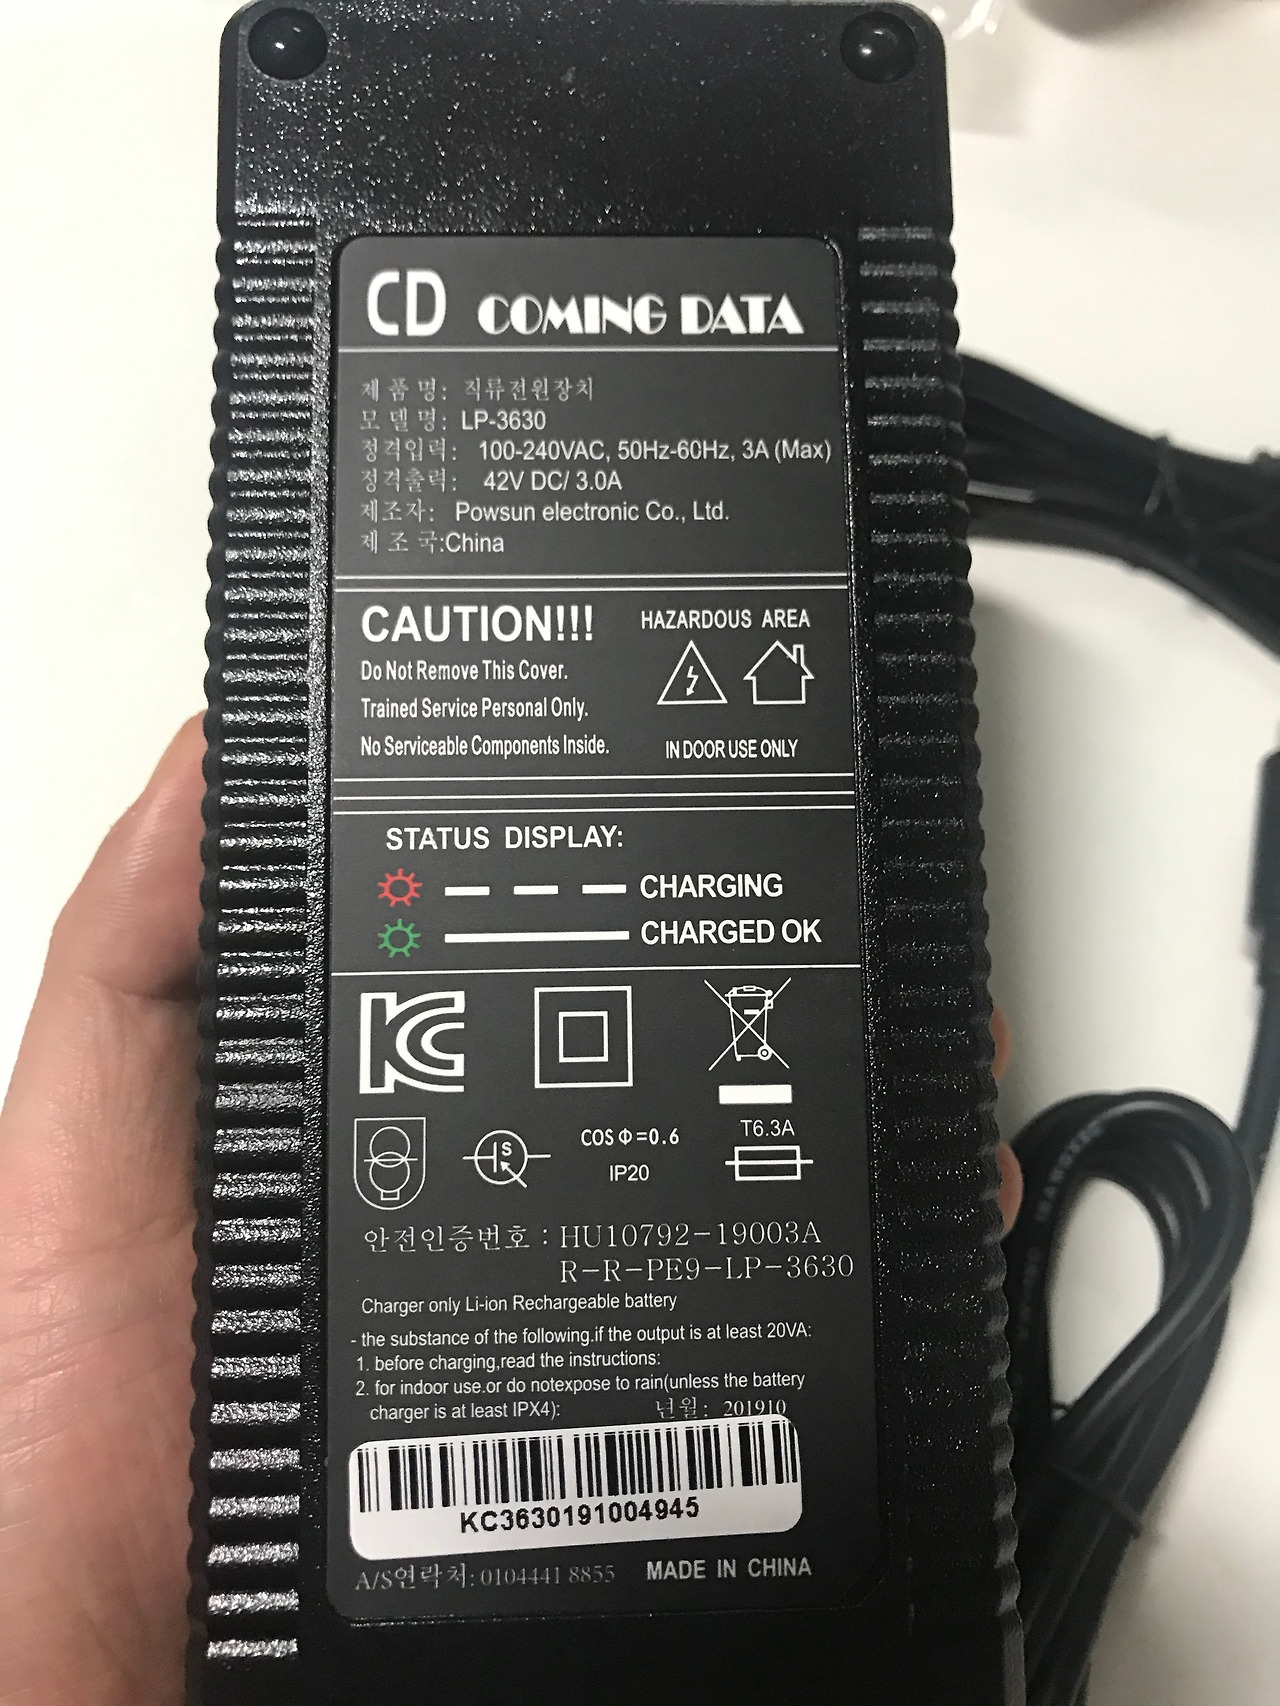 CD COMING DATA
제 품 명: 직류전원장치
모 델 명: LP-3630
정격입력: 100-240VAC, 50Hz-60Hz, 3A (Max)
정격출력: 42V DC/ 3.0A
제조자: Powsun electronic Co., Ltd.
제 조 국:China
CAUTION!!!
Do Not Remove This Cover.
Trained Service Personal Only.
No Serviceable Components Inside.
HAZARDOUS AREA
IN DOOR USE ONLY
STATUS DISPLAY:
CHARGING
CHARGED OK
KC
S
COS Φ=0.6
IP20
T6.3A
안전인증번호 : HU10792-19003A
R-R-PE9-LP-3630
Charger only Li-ion Rechargeable battery
- the substance of the following.if the output is at least 20VA:
1. before charging,read the instructions:
2. for indoor use.or do notexpose to rain(unless the battery
charger is at least IPX4):
년월: 201910
KC3630191004945
A/S연락처: 0104441 8855 MADE IN CHINA